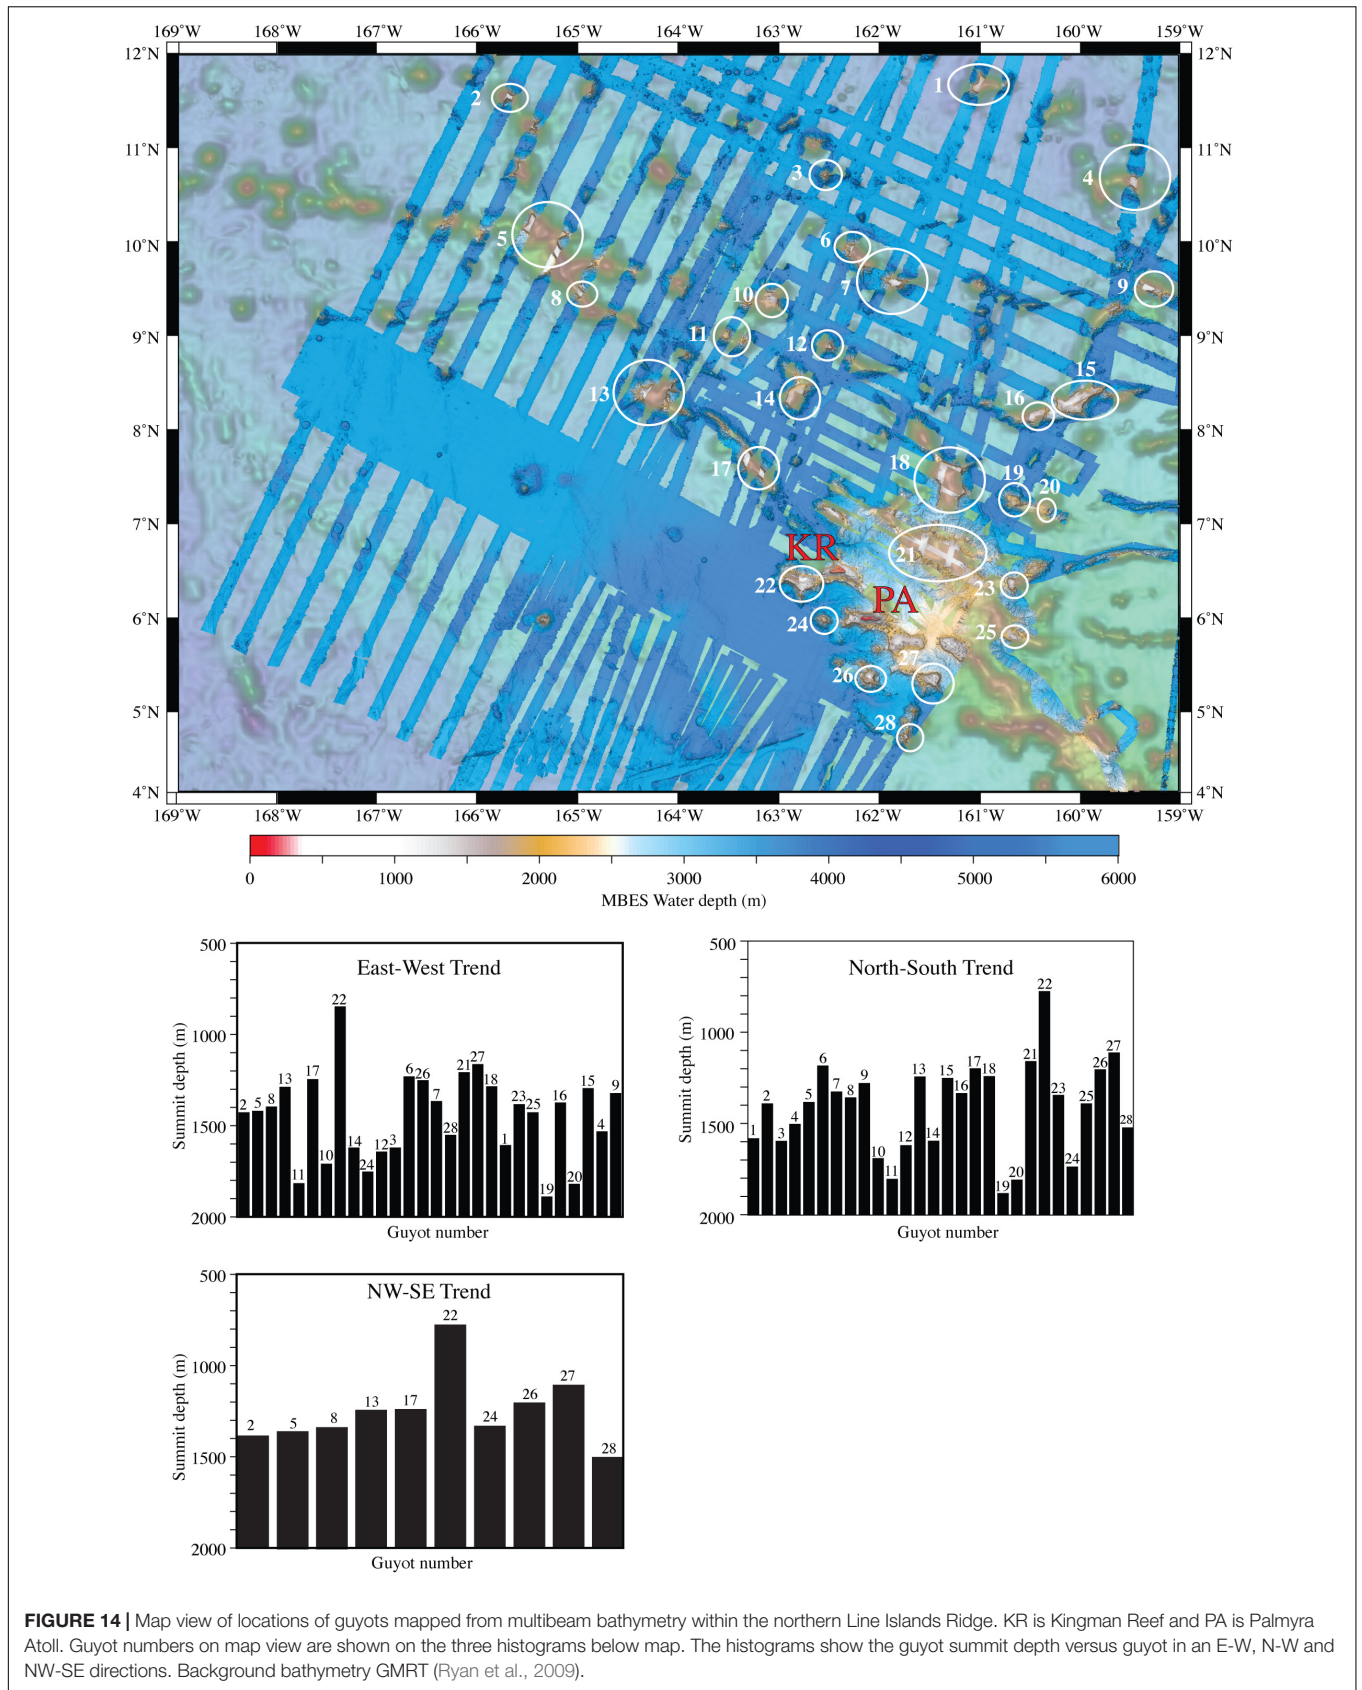 169˚W 168˚W 167˚W 166˚W 165˚W 164˚W 163˚W 162˚W 161˚W 160˚W 159˚W
12˚N 12˚N
1
2
11˚N 11˚N
3
4
5
10˚N 10˚N
6
7
8
9
10
11
9˚N 9˚N
12
13
14
15
16
8˚N 8˚N
17
18
19
20
7˚N 7˚N
KR
21
22
PA
23
24
6˚N 6˚N
25
26
27
28
5˚N 5˚N
4˚N 4˚N
169˚W 168˚W 167˚W 166˚W 165˚W 164˚W 163˚W 162˚W 161˚W 160˚W 159˚W
0 1000 2000 3000 4000 5000 6000
MBES Water depth (m)
East-West Trend
Summit depth (m)
500
1000
1500
2000
2 5 8 13 11 17 10 22 14 24 12 3 6 26 7 28 21 27 18 1 23 25 19 16 20 15 4 9
Guyot number
North-South Trend
Summit depth (m)
500
1000
1500
2000
1 2 3 4 5 6 7 8 9 10 11 12 13 14 15 16 17 18 19 20 21 22 23 24 25 26 27 28
Guyot number
NW-SE Trend
Summit depth (m)
500
1000
1500
2000
2 5 8 13 17 22 24 26 27 28
Guyot number
FIGURE 14 | Map view of locations of guyots mapped from multibeam bathymetry within the northern Line Islands Ridge. KR is Kingman Reef and PA is Palmyra
Atoll. Guyot numbers on map view are shown on the three histograms below map. The histograms show the guyot summit depth versus guyot in an E-W, N-W and
NW-SE directions. Background bathymetry GMRT (Ryan et al., 2009).